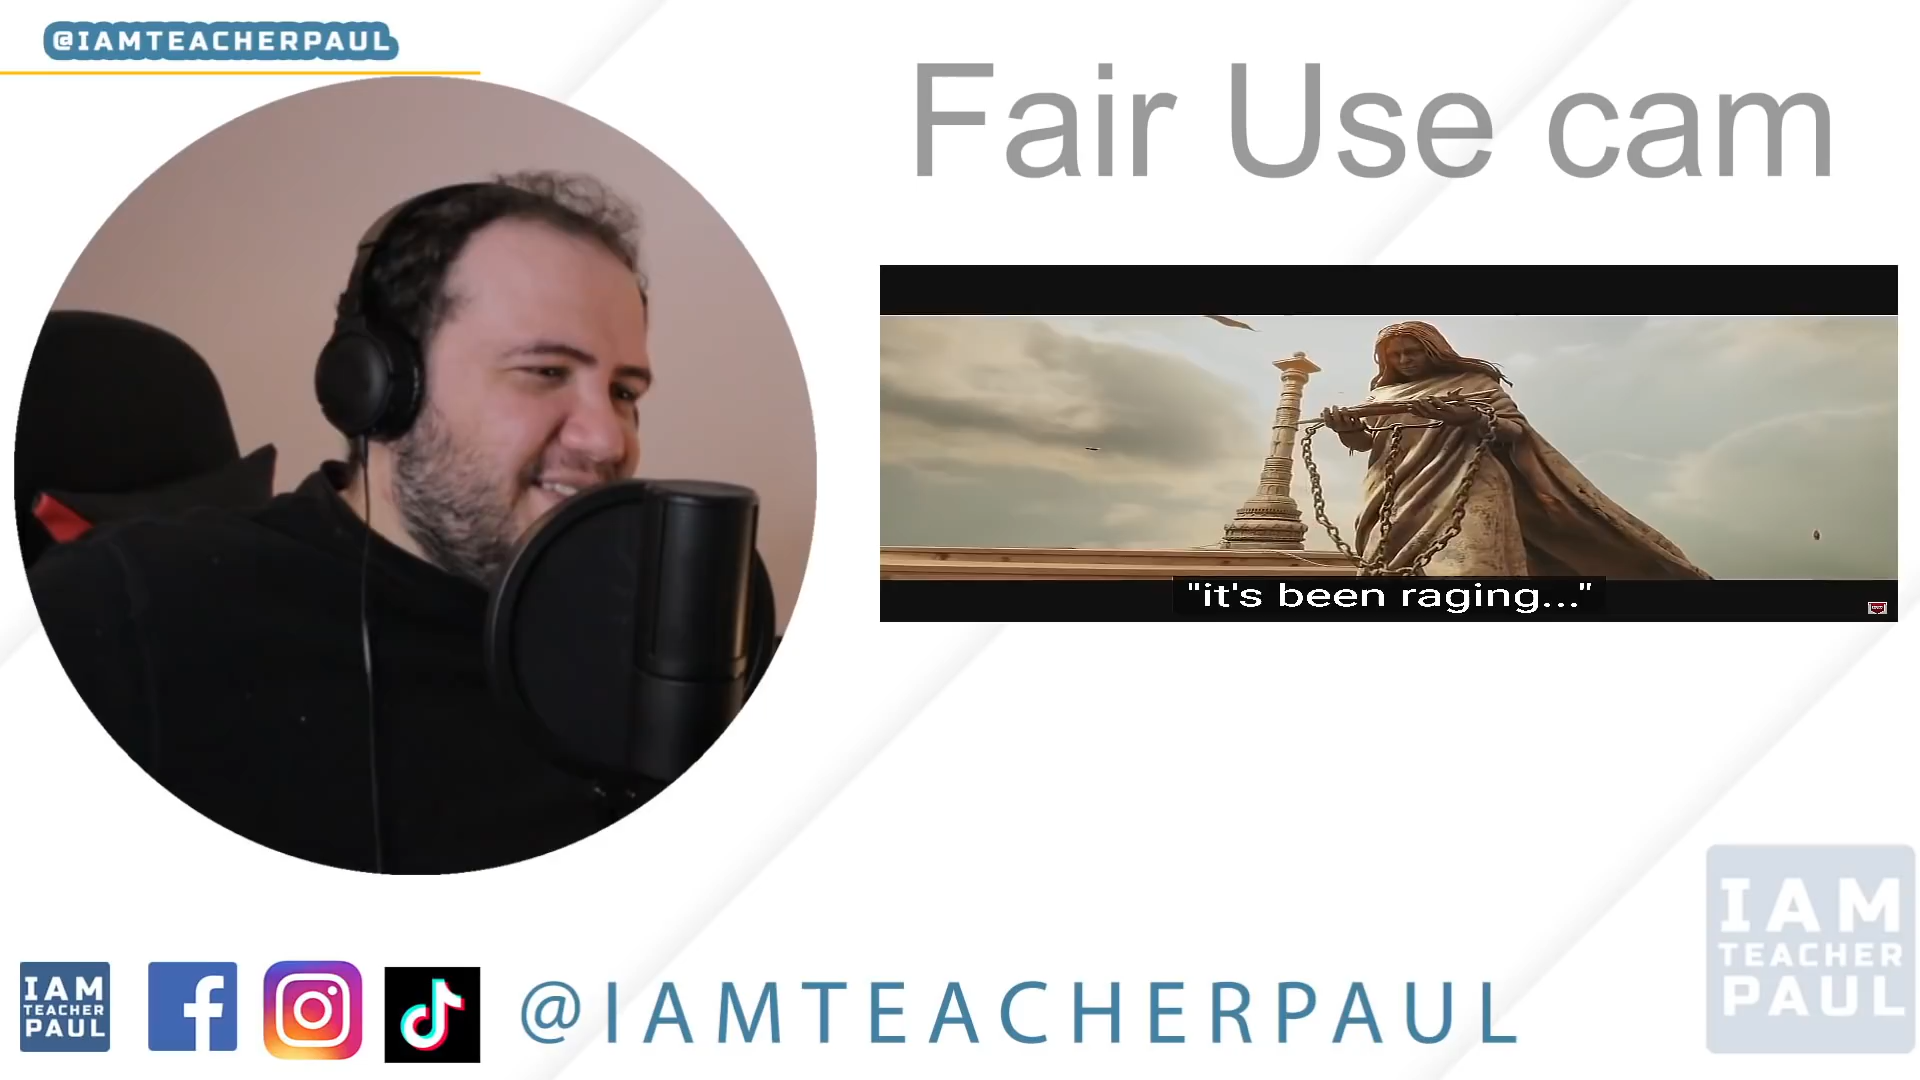 @IAMTEACHERPAUL
Fair Use cam
"it's been raging..."
IAM
TEACHER
PAUL
IAM
TEACHER
PAUL
@IAMTEACHERPAUL